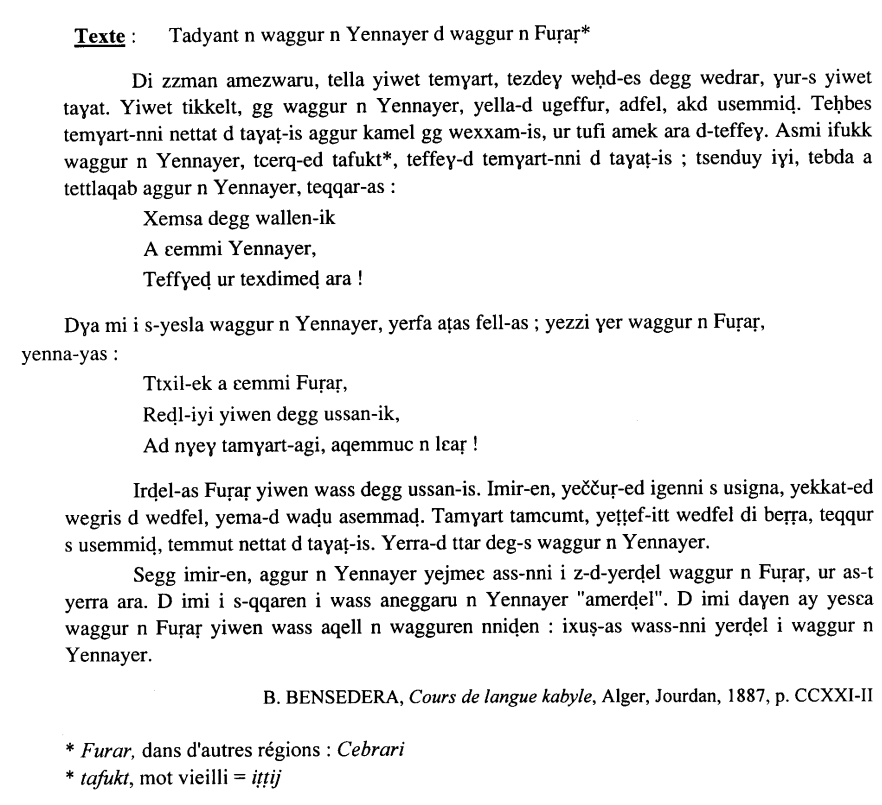 Texte : Tadyant n waggur n Yennayer d waggur n Fuṛaṛ*
Di zzman amezwaru, tella yiwet temɣart, tezdeɣ weḥd-es degg wedrar, ɣur-s yiwet
taɣat. Yiwet tikkelt, gg waggur n Yennayer, yella-d ugeffur, adfel, akd usemmiḍ. Teḥbes
temɣart-nni nettat d taɣaṭ-is aggur kamel gg wexxam-is, ur tufi amek ara d-teffeɣ. Asmi ifukk
waggur n Yennayer, tcerq-ed tafukt*, teffeɣ-d temɣart-nni d taɣaṭ-is ; tsenduy iɣi, tebda a
tettlaqab aggur n Yennayer, teqqar-as :
Xemsa degg wallen-ik
A ɛemmi Yennayer,
Teffɣeḍ ur texdimeḍ ara !
Dɣa mi i s-yesla waggur n Yennayer, yerfa aṭas fell-as ; yezzi ɣer waggur n Fuṛaṛ,
yenna-yas :
Ttxil-ek a ɛemmi Fuṛaṛ,
Reḍl-iyi yiwen degg ussan-ik,
Ad nɣeɣ tamɣart-agi, aqemmuc n lɛaṛ !
Irḍel-as Fuṛaṛ yiwen wass degg ussan-is. Imir-en, yeččuṛ-ed igenni s usigna, yekkat-ed
wegris d wedfel, yema-d waḍu asemmaḍ. Tamɣart tamcumt, yeṭṭef-itt wedfel di beṛṛa, teqqur
s usemmiḍ, temmut nettat d taɣaṭ-is. Yerra-d ttar deg-s waggur n Yennayer.
Segg imir-en, aggur n Yennayer yejmeɛ ass-nni i z-d-yerḍel waggur n Fuṛaṛ, ur as-t
yerra ara. D imi i s-qqaren i wass aneggaru n Yennayer "amerḍel". D imi daɣen ay yesɛa
waggur n Fuṛaṛ yiwen wass aqell n wagguren nniḍen : ixuṣ-as wass-nni yerḍel i waggur n
Yennayer.
B. BENSEDERA, Cours de langue kabyle, Alger, Jourdan, 1887, p. CCXXI-II
* Furar, dans d'autres régions : Cebrari
* tafukt, mot vieilli = iṭṭij